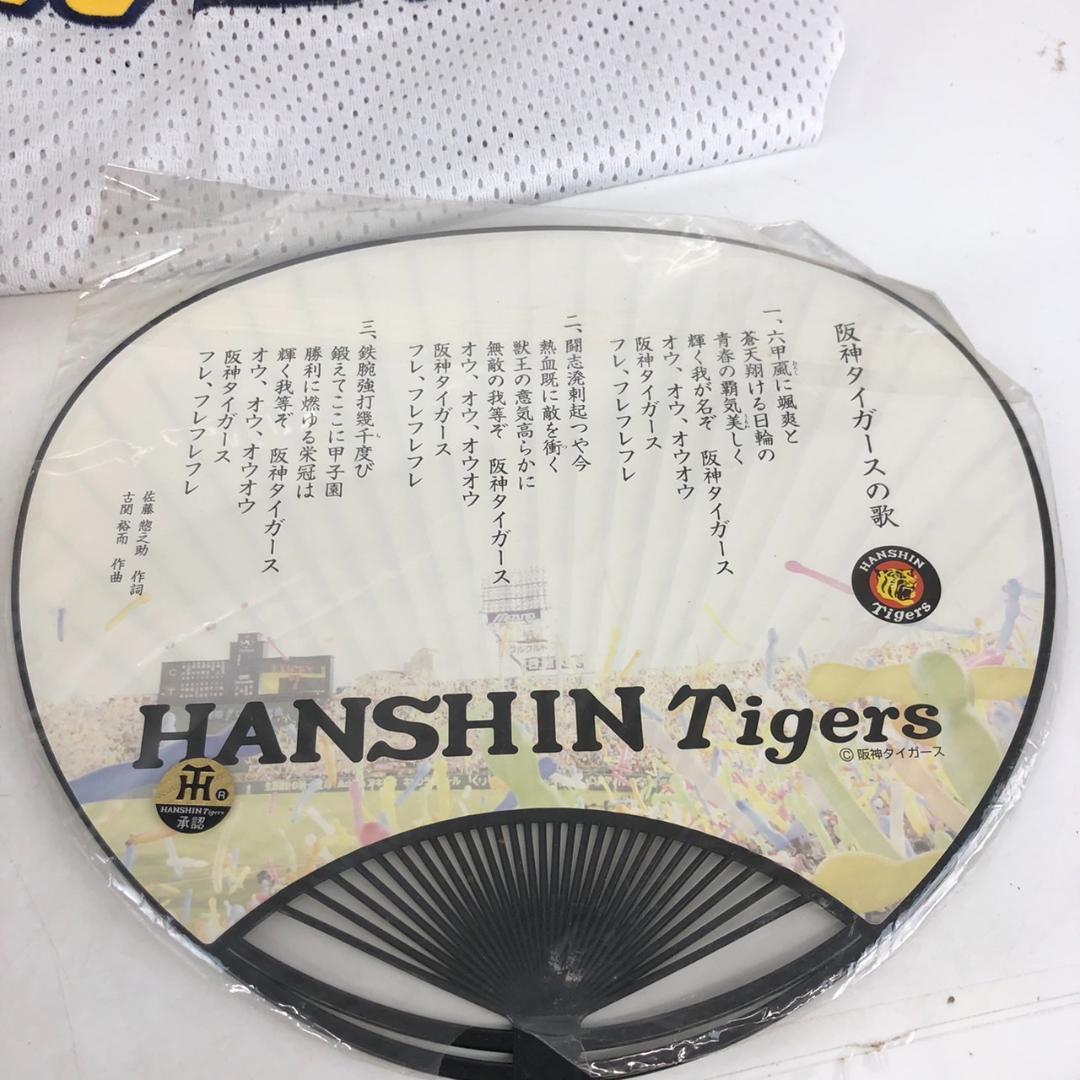 阪神タイガースの歌
一、六甲颪に颯爽と
蒼天翔ける日輪の
青春の覇気美しく
輝く我が名ぞ 阪神タイガース
オウ、オウ、オウオウ
阪神タイガース
フレ、フレフレフレ
二、闘志溌剌起つや今
熱血既に敵を衝く
獣王の意気高らかに
無敵の我等ぞ 阪神タイガース
オウ、オウ、オウオウ
阪神タイガース
フレ、フレフレフレ
三、鉄腕強打幾千度び
鍛えてここに甲子園
勝利に燃ゆる栄冠は
輝く我等ぞ 阪神タイガース
オウ、オウ、オウオウ
阪神タイガース
フレ、フレフレフレ
佐藤 惣之助 作詞
古関 裕而 作曲
HANSHIN
Tigers
HANSHIN Tigers
© 阪神タイガース
HANSHIN Tigers
承認